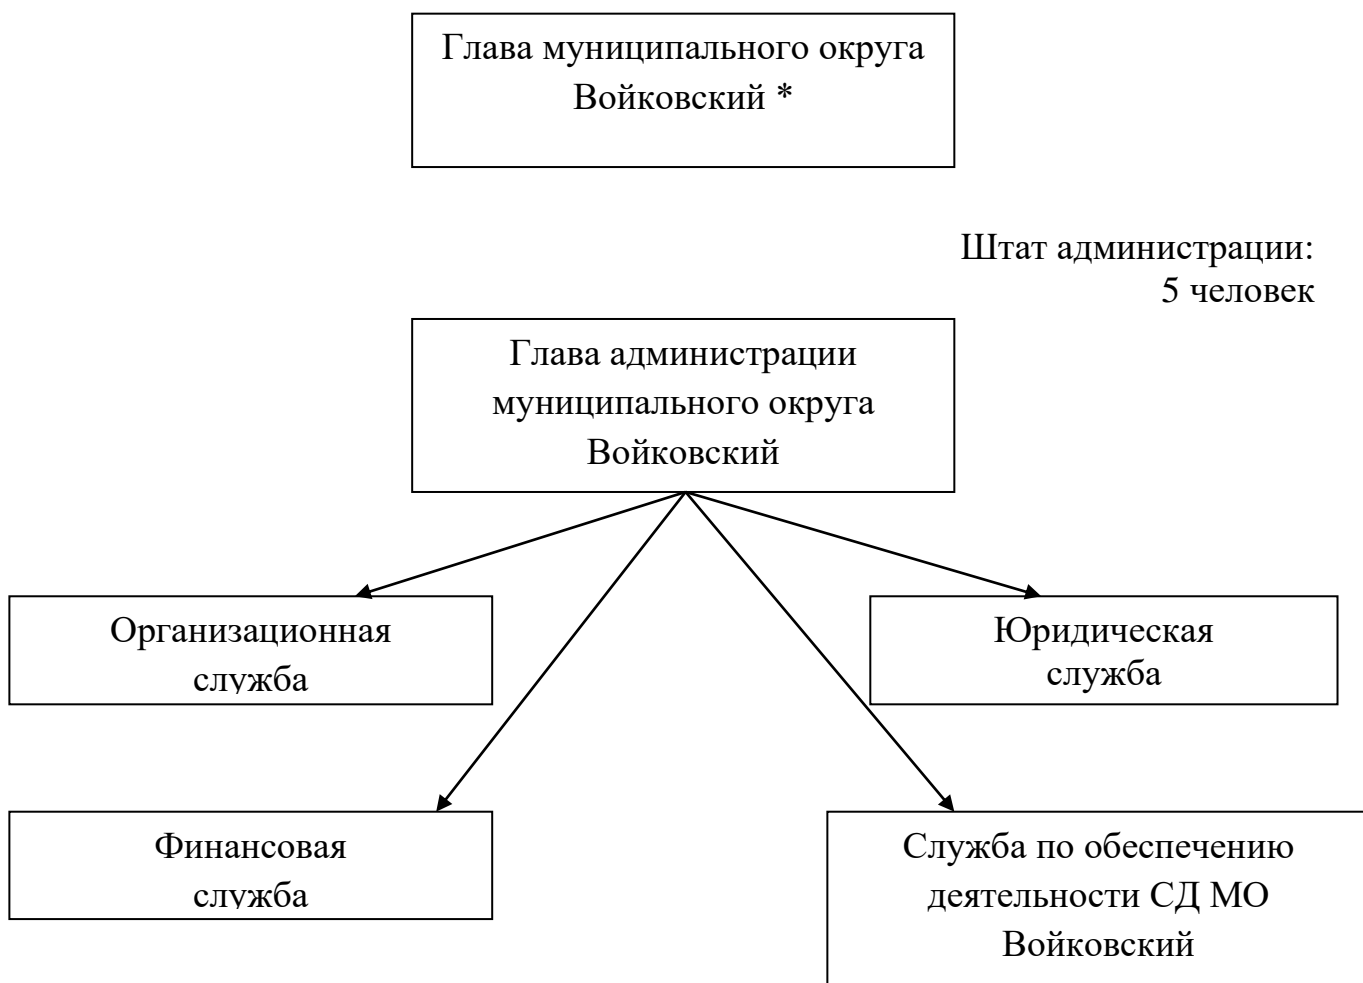 Глава муниципального округа
Войковский *
Штат администрации:
5 человек
Глава администрации
муниципального округа
Войковский
Организационная
служба
Юридическая
служба
Финансовая
служба
Служба по обеспечению
деятельности СД МО
Войковский